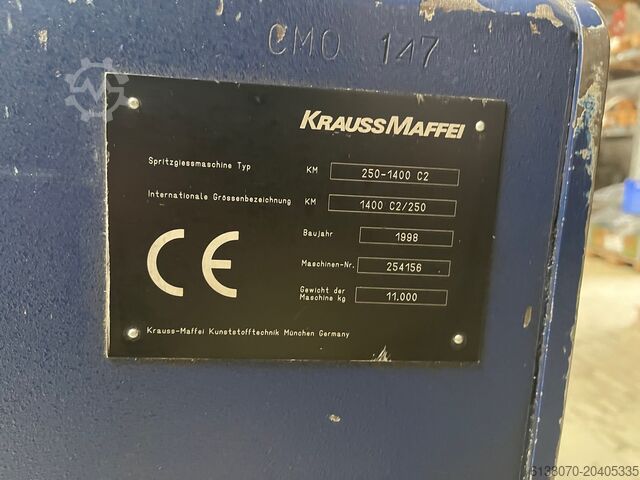 CMO 147
KRAUSSMAFFEI
Spritzgiessmaschine Typ KM 250-1400 C2
Internationale Grössenbezeichnung KM 1400 C2/250
Baujahr 1998
Maschinen-Nr. 254156
Gewicht der
Maschine kg 11.000
CE
Krauss-Maffei Kunststofftechnik München Germany
6138070-20405335